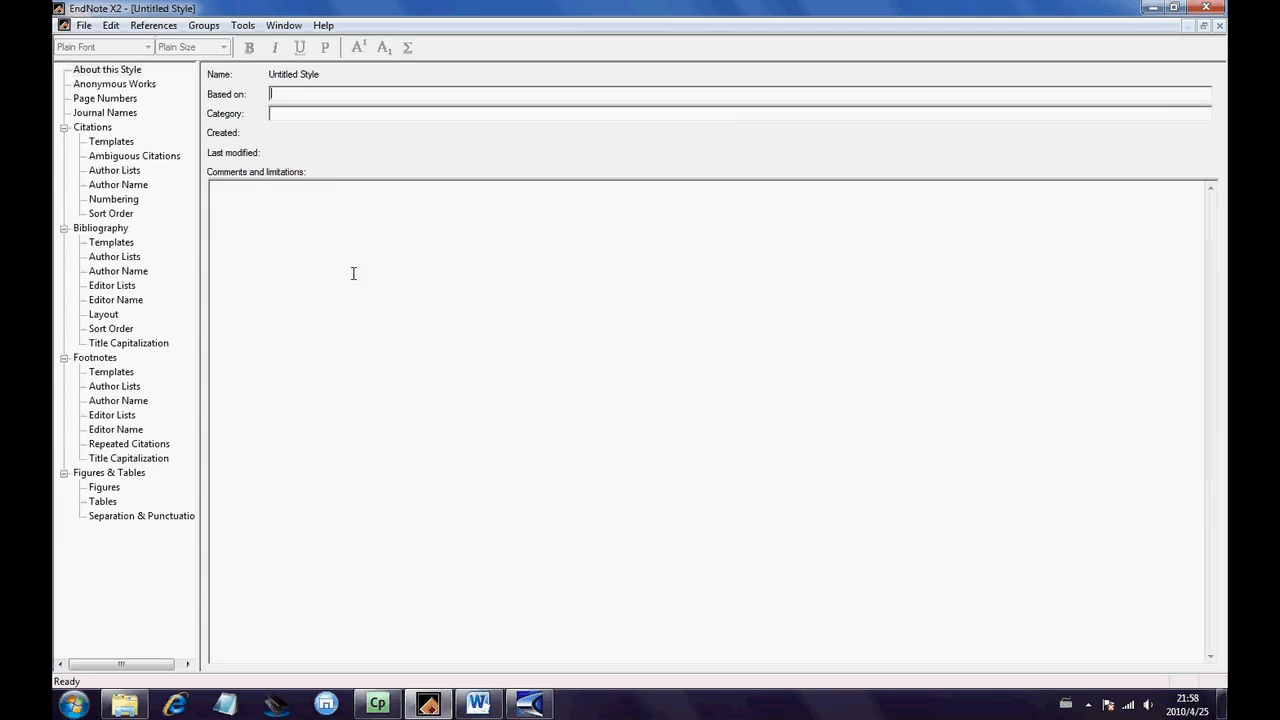 EndNote X2 - [Untitled Style]
File Edit References Groups Tools Window Help
Plain Font Plain Size B I U P A¹ A₁ Σ
About this Style
Anonymous Works
Page Numbers
Journal Names
Citations
Templates
Ambiguous Citations
Author Lists
Author Name
Numbering
Sort Order
Bibliography
Templates
Author Lists
Author Name
Editor Lists
Editor Name
Layout
Sort Order
Title Capitalization
Footnotes
Templates
Author Lists
Author Name
Editor Lists
Editor Name
Repeated Citations
Title Capitalization
Figures & Tables
Figures
Tables
Separation & Punctuatio
Name: Untitled Style
Based on:
Category:
Created:
Last modified:
Comments and limitations:
Ready
Cp
W
21:58
2010/4/25